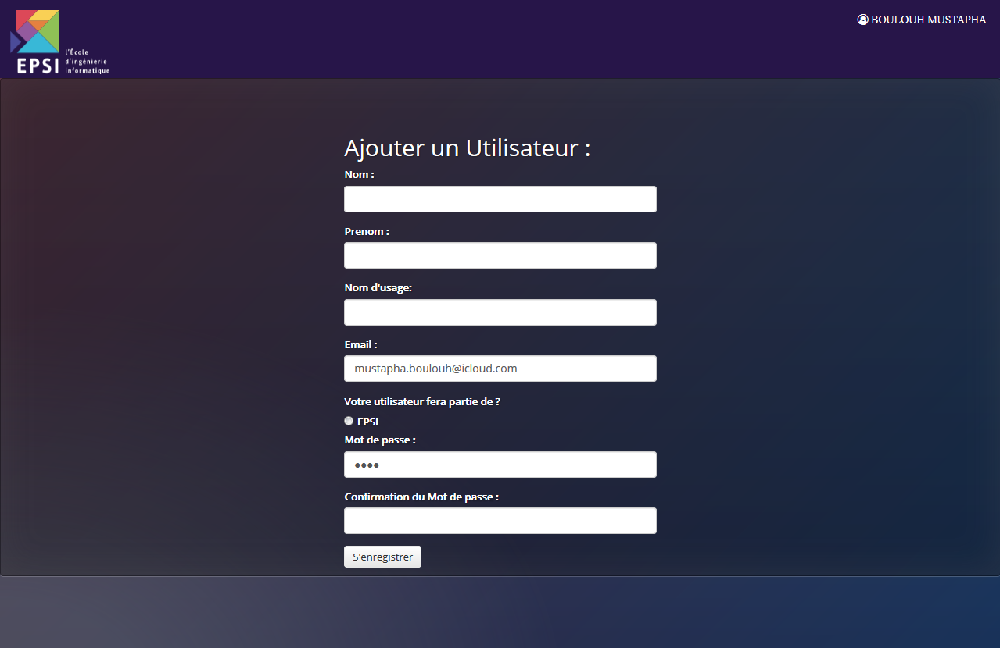 EPSI
l'École
d'ingénierie
informatique
BOULOUH MUSTAPHA
Ajouter un Utilisateur :
Nom :
Prenom :
Nom d'usage:
Email :
mustapha.boulouh@icloud.com
Votre utilisateur fera partie de ?
EPSI
Mot de passe :
••••
Confirmation du Mot de passe :
S'enregistrer